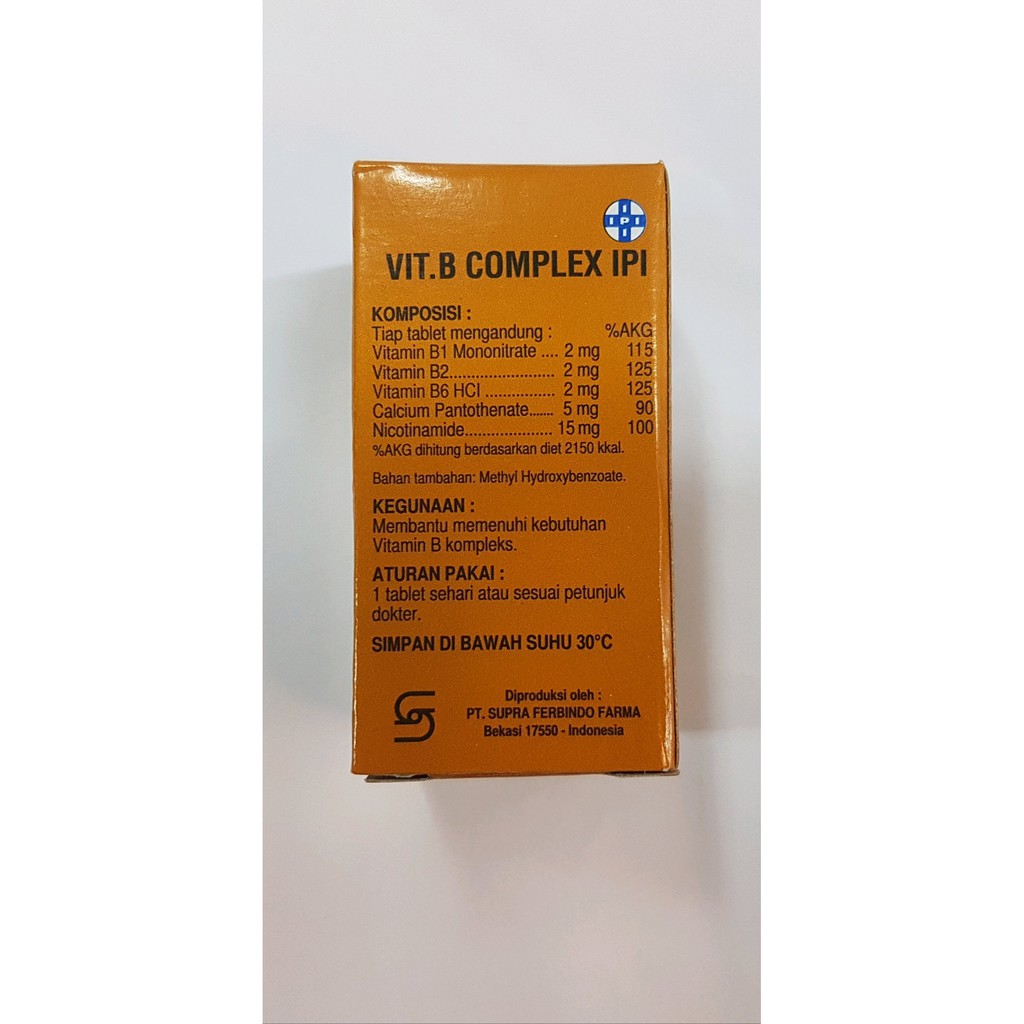 I
I P I
I
VIT.B COMPLEX IPI
KOMPOSISI :
Tiap tablet mengandung : %AKG
Vitamin B1 Mononitrate .... 2 mg 115
Vitamin B2....................... 2 mg 125
Vitamin B6 HCl ............... 2 mg 125
Calcium Pantothenate....... 5 mg 90
Nicotinamide................... 15 mg 100
%AKG dihitung berdasarkan diet 2150 kkal.
Bahan tambahan: Methyl Hydroxybenzoate.
KEGUNAAN :
Membantu memenuhi kebutuhan
Vitamin B kompleks.
ATURAN PAKAI :
1 tablet sehari atau sesuai petunjuk
dokter.
SIMPAN DI BAWAH SUHU 30°C
Diproduksi oleh :
PT. SUPRA FERBINDO FARMA
Bekasi 17550 - Indonesia